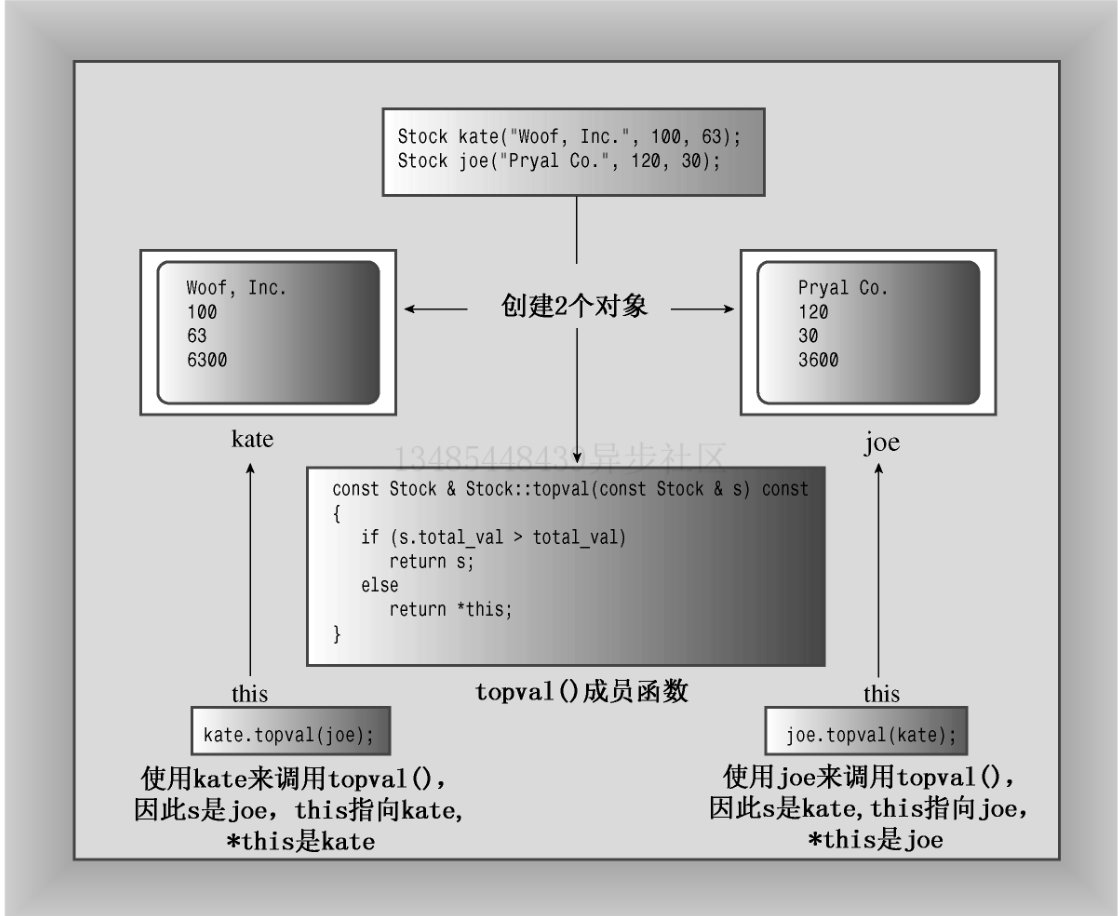 Stock kate("Woof, Inc.", 100, 63);
Stock joe("Pryal Co.", 120, 30);
Woof, Inc.
100
63
6300
kate
创建2个对象
Pryal Co.
120
30
3600
joe
13485448439异步社区
const Stock & Stock::topval(const Stock & s) const
{
if (s.total_val > total_val)
return s;
else
return *this;
}
topval()成员函数
this
kate.topval(joe);
使用kate来调用topval(),
因此s是joe，this指向kate,
*this是kate
this
joe.topval(kate);
使用joe来调用topval(),
因此s是kate,this指向joe,
*this是joe